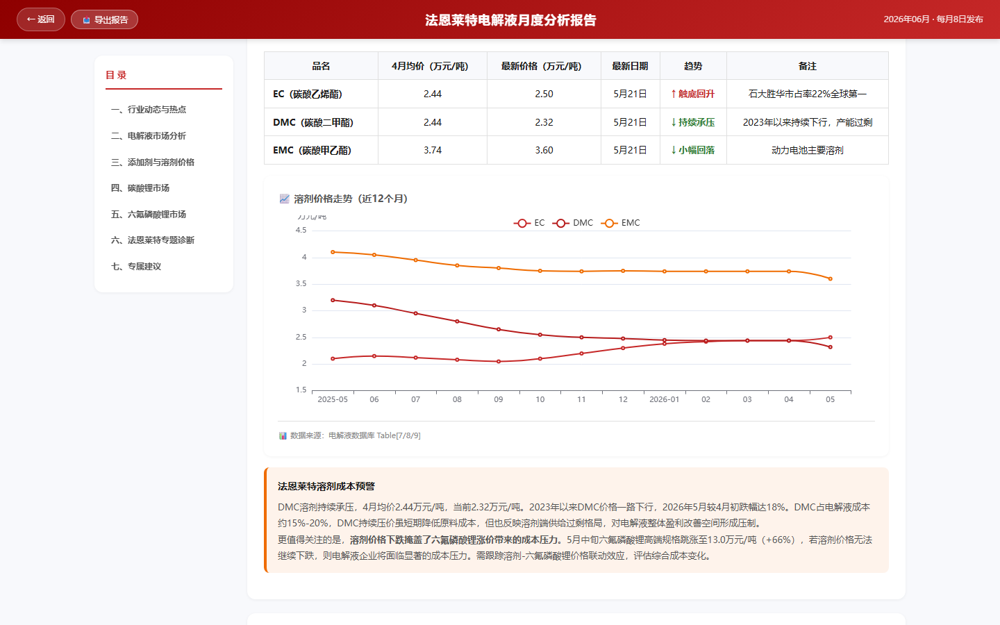 ← 返回
导出报告
法恩莱特电解液月度分析报告
2026年06月 · 每月8日发布
目 录
一、行业动态与热点
二、电解液市场分析
三、添加剂与溶剂价格
四、碳酸锂市场
五、六氟磷酸锂市场
六、法恩莱特专题诊断
七、专属建议
品名 4月均价（万元/吨） 最新价格（万元/吨） 最新日期 趋势 备注
EC（碳酸乙烯酯） 2.44 2.50 5月21日 ↑ 触底回升 石大胜华市占率22%全球第一
DMC（碳酸二甲酯） 2.44 2.32 5月21日 ↓ 持续承压 2023年以来持续下行，产能过剩
EMC（碳酸甲乙酯） 3.74 3.60 5月21日 ↓ 小幅回落 动力电池主要溶剂
溶剂价格走势（近12个月）
万元/吨
EC DMC EMC
4.5
4
3.5
3
2.5
2
1.5
2025-05 06 07 08 09 10 11 12 2026-01 02 03 04 05
数据来源：电解液数据库 Table[7/8/9]
法恩莱特溶剂成本预警
DMC溶剂持续承压，4月均价2.44万元/吨，当前2.32万元/吨。2023年以来DMC价格一路下行，2026年5月较4月初跌幅达18%。DMC占电解液成本
约15%-20%，DMC持续压价虽短期降低原料成本，但也反映溶剂端供给过剩格局，对电解液整体盈利改善空间形成压制。
更值得关注的是，溶剂价格下跌掩盖了六氟磷酸锂涨价带来的成本压力。5月中旬六氟磷酸锂高端规格跳涨至13.0万元/吨（+66%），若溶剂价格无法
继续下跌，则电解液企业将面临显著的成本压力。需跟踪溶剂-六氟磷酸锂价格联动效应，评估综合成本变化。